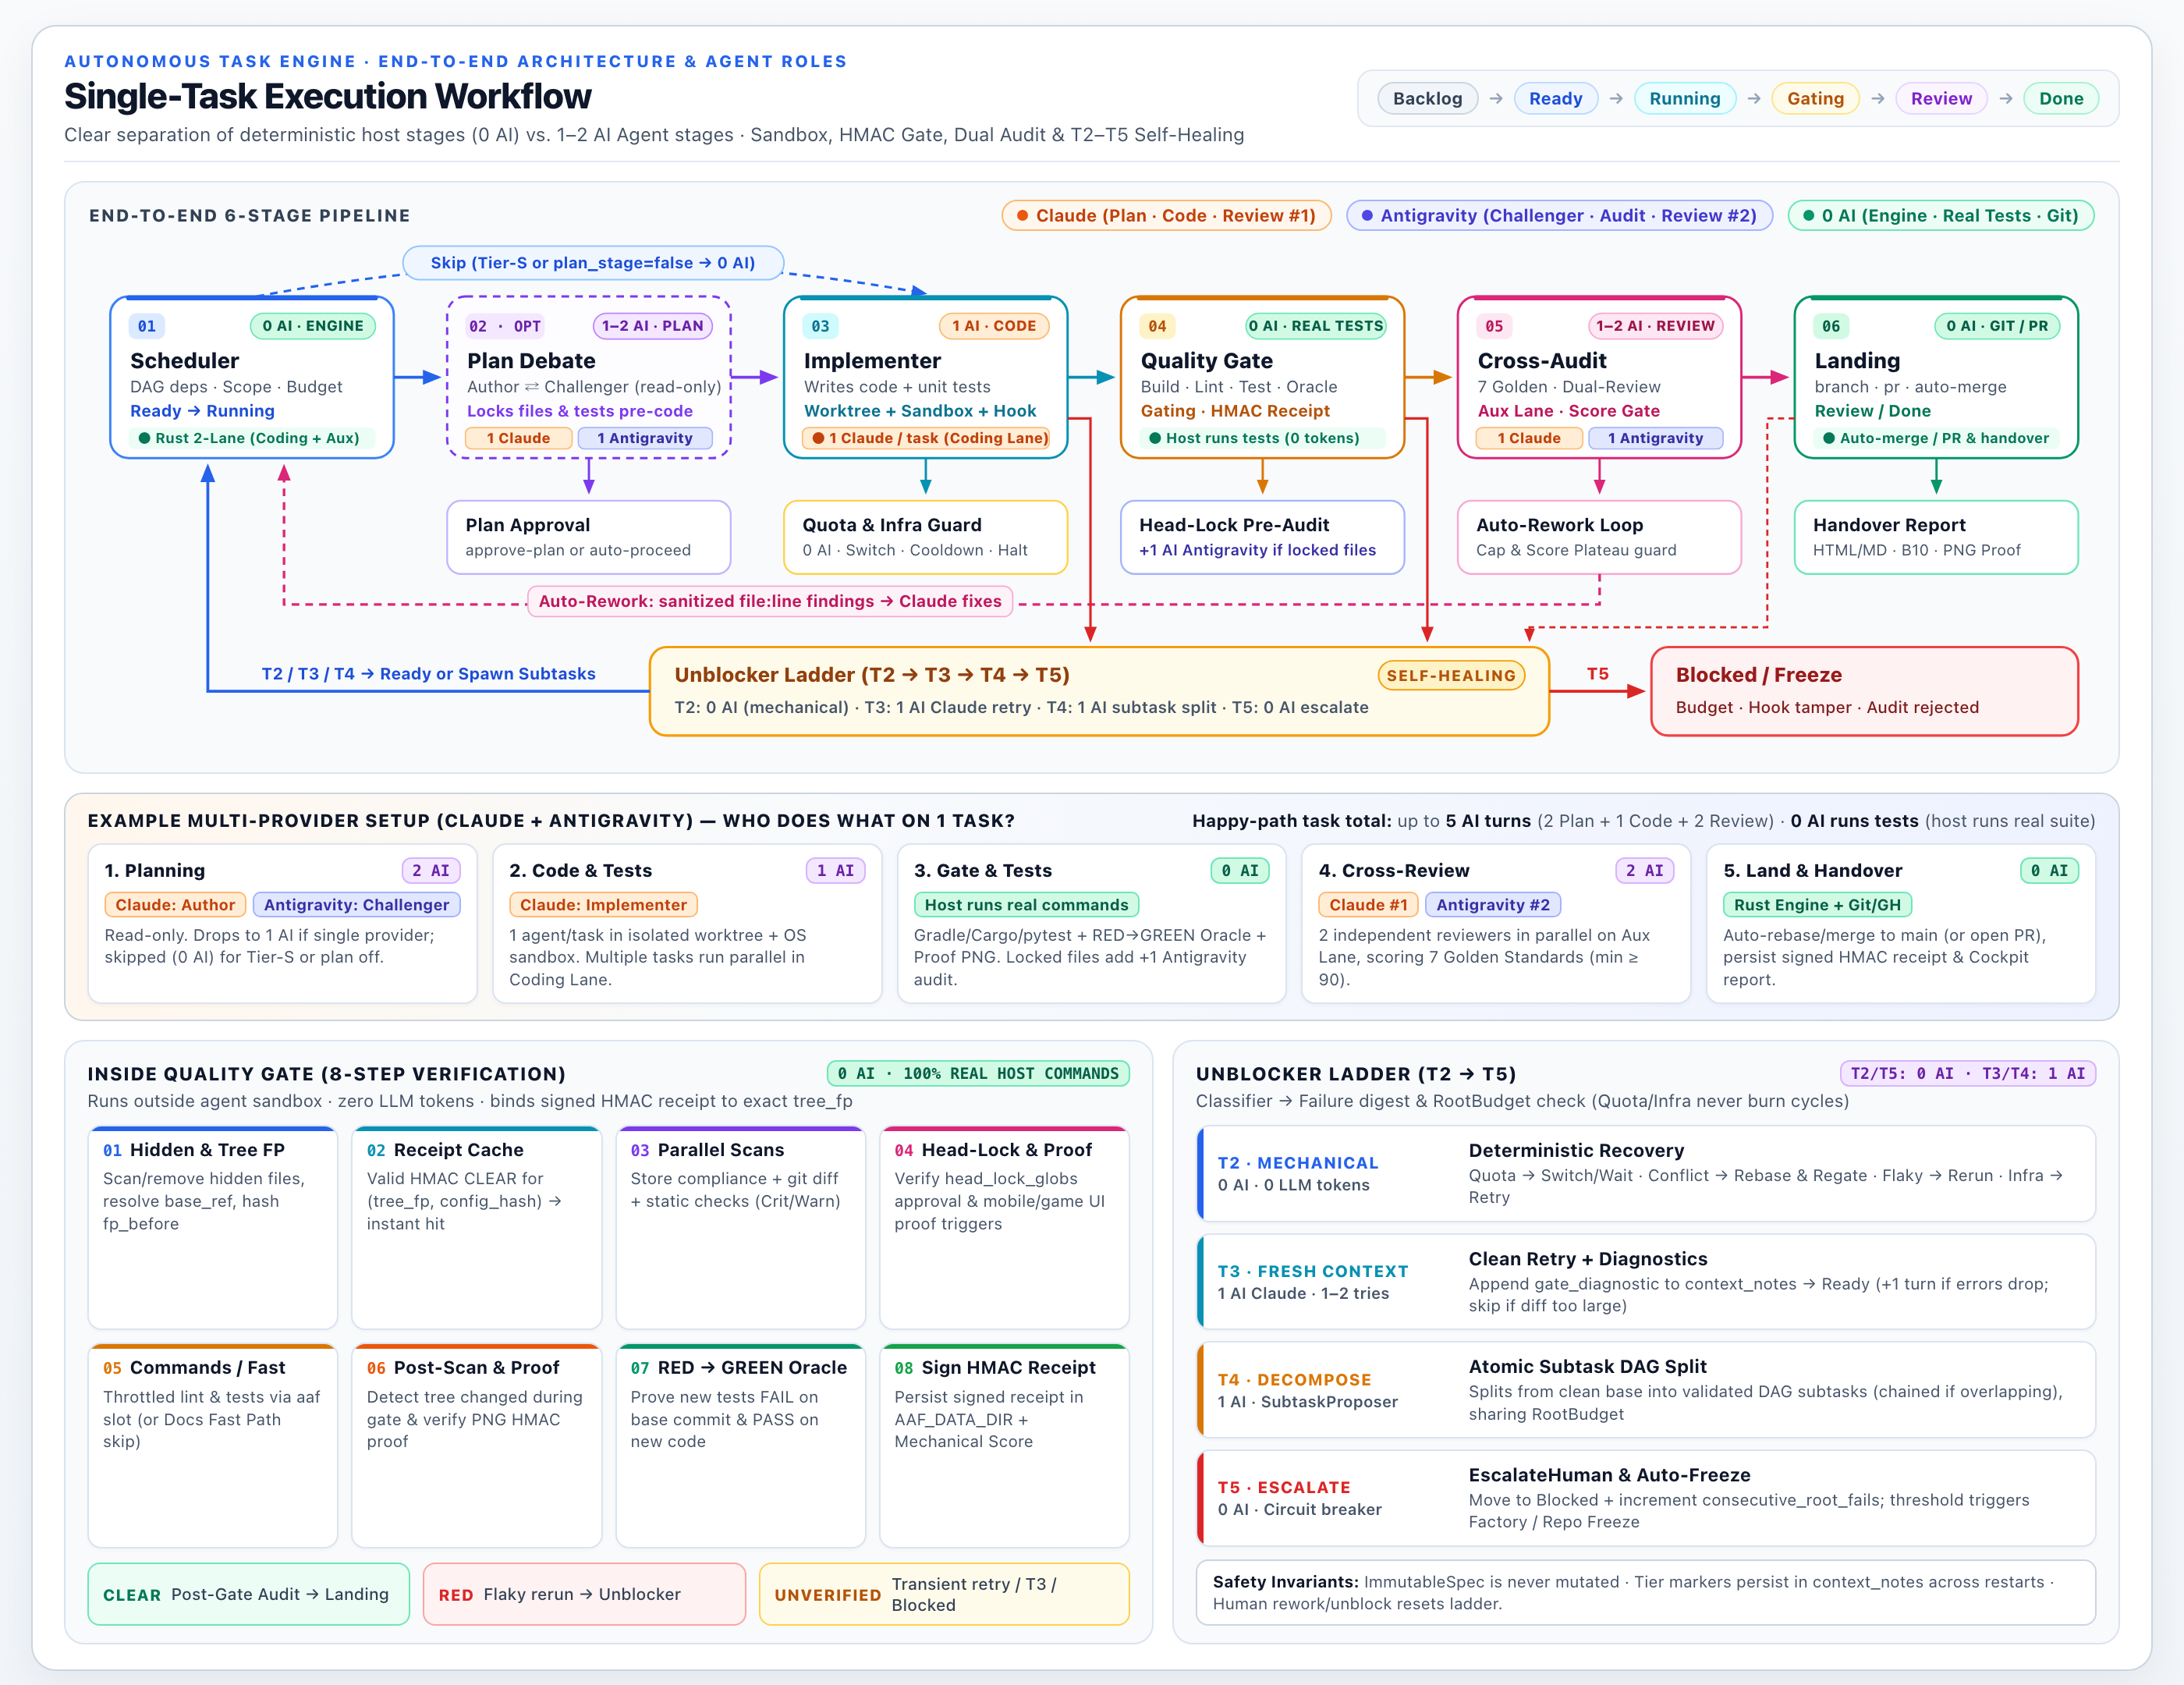 AUTONOMOUS TASK ENGINE · END-TO-END ARCHITECTURE & AGENT ROLES
Single-Task Execution Workflow
Clear separation of deterministic host stages (0 AI) vs. 1–2 AI Agent stages · Sandbox, HMAC Gate, Dual Audit & T2–T5 Self-Healing
Backlog → Ready → Running → Gating → Review → Done
END-TO-END 6-STAGE PIPELINE
Claude (Plan · Code · Review #1)
Antigravity (Challenger · Audit · Review #2)
0 AI (Engine · Real Tests · Git)
Skip (Tier-S or plan_stage=false → 0 AI)
01
0 AI · ENGINE
Scheduler
DAG deps · Scope · Budget
Ready → Running
Rust 2-Lane (Coding + Aux)
02 · OPT
1–2 AI · PLAN
Plan Debate
Author ⇄ Challenger (read-only)
Locks files & tests pre-code
1 Claude
1 Antigravity
03
1 AI · CODE
Implementer
Writes code + unit tests
Worktree + Sandbox + Hook
1 Claude / task (Coding Lane)
04
0 AI · REAL TESTS
Quality Gate
Build · Lint · Test · Oracle
Gating · HMAC Receipt
Host runs tests (0 tokens)
05
1–2 AI · REVIEW
Cross-Audit
7 Golden · Dual-Review
Aux Lane · Score Gate
1 Claude
1 Antigravity
06
0 AI · GIT / PR
Landing
branch · pr · auto-merge
Review / Done
Auto-merge / PR & handover
Plan Approval
approve-plan or auto-proceed
Quota & Infra Guard
0 AI · Switch · Cooldown · Halt
Head-Lock Pre-Audit
+1 AI Antigravity if locked files
Auto-Rework Loop
Cap & Score Plateau guard
Handover Report
HTML/MD · B10 · PNG Proof
Auto-Rework: sanitized file:line findings → Claude fixes
T2 / T3 / T4 → Ready or Spawn Subtasks
Unblocker Ladder (T2 → T3 → T4 → T5)
SELF-HEALING
T2: 0 AI (mechanical) · T3: 1 AI Claude retry · T4: 1 AI subtask split · T5: 0 AI escalate
T5
Blocked / Freeze
Budget · Hook tamper · Audit rejected
EXAMPLE MULTI-PROVIDER SETUP (CLAUDE + ANTIGRAVITY) — WHO DOES WHAT ON 1 TASK?
Happy-path task total: up to 5 AI turns (2 Plan + 1 Code + 2 Review) · 0 AI runs tests (host runs real suite)
1. Planning
2 AI
Claude: Author
Antigravity: Challenger
Read-only. Drops to 1 AI if single provider;
skipped (0 AI) for Tier-S or plan off.
2. Code & Tests
1 AI
Claude: Implementer
1 agent/task in isolated worktree + OS
sandbox. Multiple tasks run parallel in
Coding Lane.
3. Gate & Tests
0 AI
Host runs real commands
Gradle/Cargo/pytest + RED→GREEN Oracle +
Proof PNG. Locked files add +1 Antigravity
audit.
4. Cross-Review
2 AI
Claude #1
Antigravity #2
2 independent reviewers in parallel on Aux
Lane, scoring 7 Golden Standards (min ≥
90).
5. Land & Handover
0 AI
Rust Engine + Git/GH
Auto-rebase/merge to main (or open PR),
persist signed HMAC receipt & Cockpit
report.
INSIDE QUALITY GATE (8-STEP VERIFICATION)
0 AI · 100% REAL HOST COMMANDS
Runs outside agent sandbox · zero LLM tokens · binds signed HMAC receipt to exact tree_fp
01 Hidden & Tree FP
Scan/remove hidden files,
resolve base_ref, hash
fp_before
02 Receipt Cache
Valid HMAC CLEAR for
(tree_fp, config_hash) →
instant hit
03 Parallel Scans
Store compliance + git diff
+ static checks (Crit/Warn)
04 Head-Lock & Proof
Verify head_lock_globs
approval & mobile/game UI
proof triggers
05 Commands / Fast
Throttled lint & tests via aaf
slot (or Docs Fast Path
skip)
06 Post-Scan & Proof
Detect tree changed during
gate & verify PNG HMAC
proof
07 RED → GREEN Oracle
Prove new tests FAIL on
base commit & PASS on
new code
08 Sign HMAC Receipt
Persist signed receipt in
AAF_DATA_DIR +
Mechanical Score
CLEAR Post-Gate Audit → Landing
RED Flaky rerun → Unblocker
UNVERIFIED Transient retry / T3 /
Blocked
UNBLOCKER LADDER (T2 → T5)
T2/T5: 0 AI · T3/T4: 1 AI
Classifier → Failure digest & RootBudget check (Quota/Infra never burn cycles)
T2 · MECHANICAL
0 AI · 0 LLM tokens
Deterministic Recovery
Quota → Switch/Wait · Conflict → Rebase & Regate · Flaky → Rerun · Infra →
Retry
T3 · FRESH CONTEXT
1 AI Claude · 1–2 tries
Clean Retry + Diagnostics
Append gate_diagnostic to context_notes → Ready (+1 turn if errors drop;
skip if diff too large)
T4 · DECOMPOSE
1 AI · SubtaskProposer
Atomic Subtask DAG Split
Splits from clean base into validated DAG subtasks (chained if overlapping),
sharing RootBudget
T5 · ESCALATE
0 AI · Circuit breaker
EscalateHuman & Auto-Freeze
Move to Blocked + increment consecutive_root_fails; threshold triggers
Factory / Repo Freeze
Safety Invariants: ImmutableSpec is never mutated · Tier markers persist in context_notes across restarts ·
Human rework/unblock resets ladder.